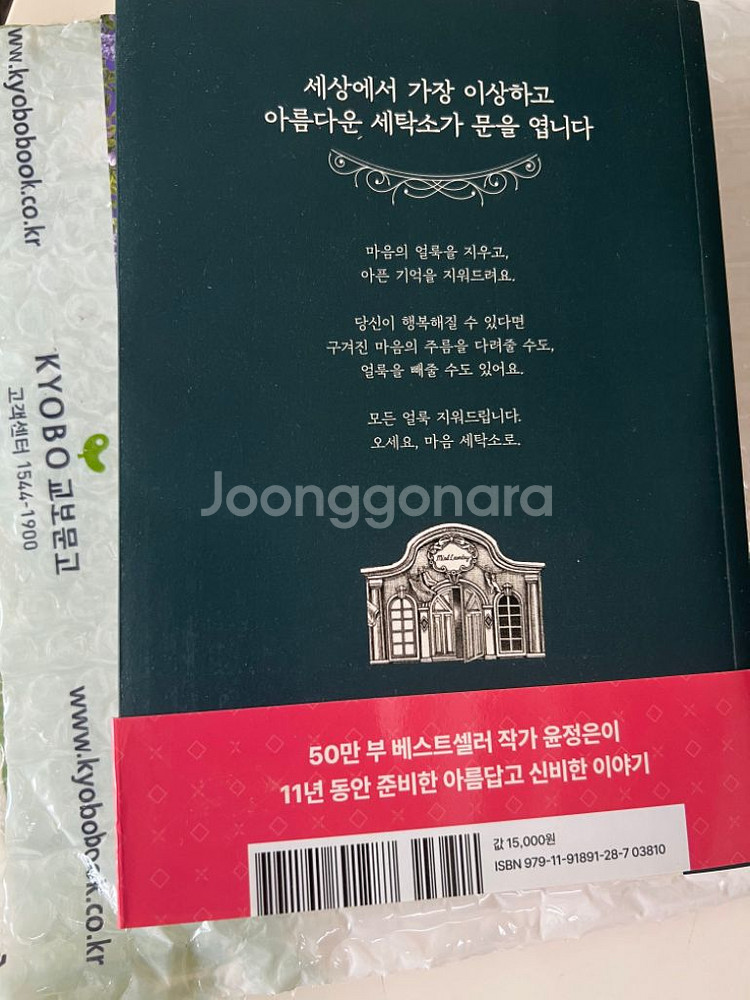 세상에서 가장 이상하고
아름다운 세탁소가 문을 엽니다
마음의 얼룩을 지우고,
아픈 기억을 지워드려요.
당신이 행복해질 수 있다면
구겨진 마음의 주름을 다려줄 수도,
얼룩을 빼줄 수도 있어요.
모든 얼룩 지워드립니다.
오세요, 마음 세탁소로.
Joonggonara
50만 부 베스트셀러 작가 윤정은이
11년 동안 준비한 아름답고 신비한 이야기
값 15,000원
ISBN 979-11-91891-28-7 03810
www.kyobobook.co.kr
KYOBO 교보문고
고객센터 1544-1900
www.kyobobook.co.kr